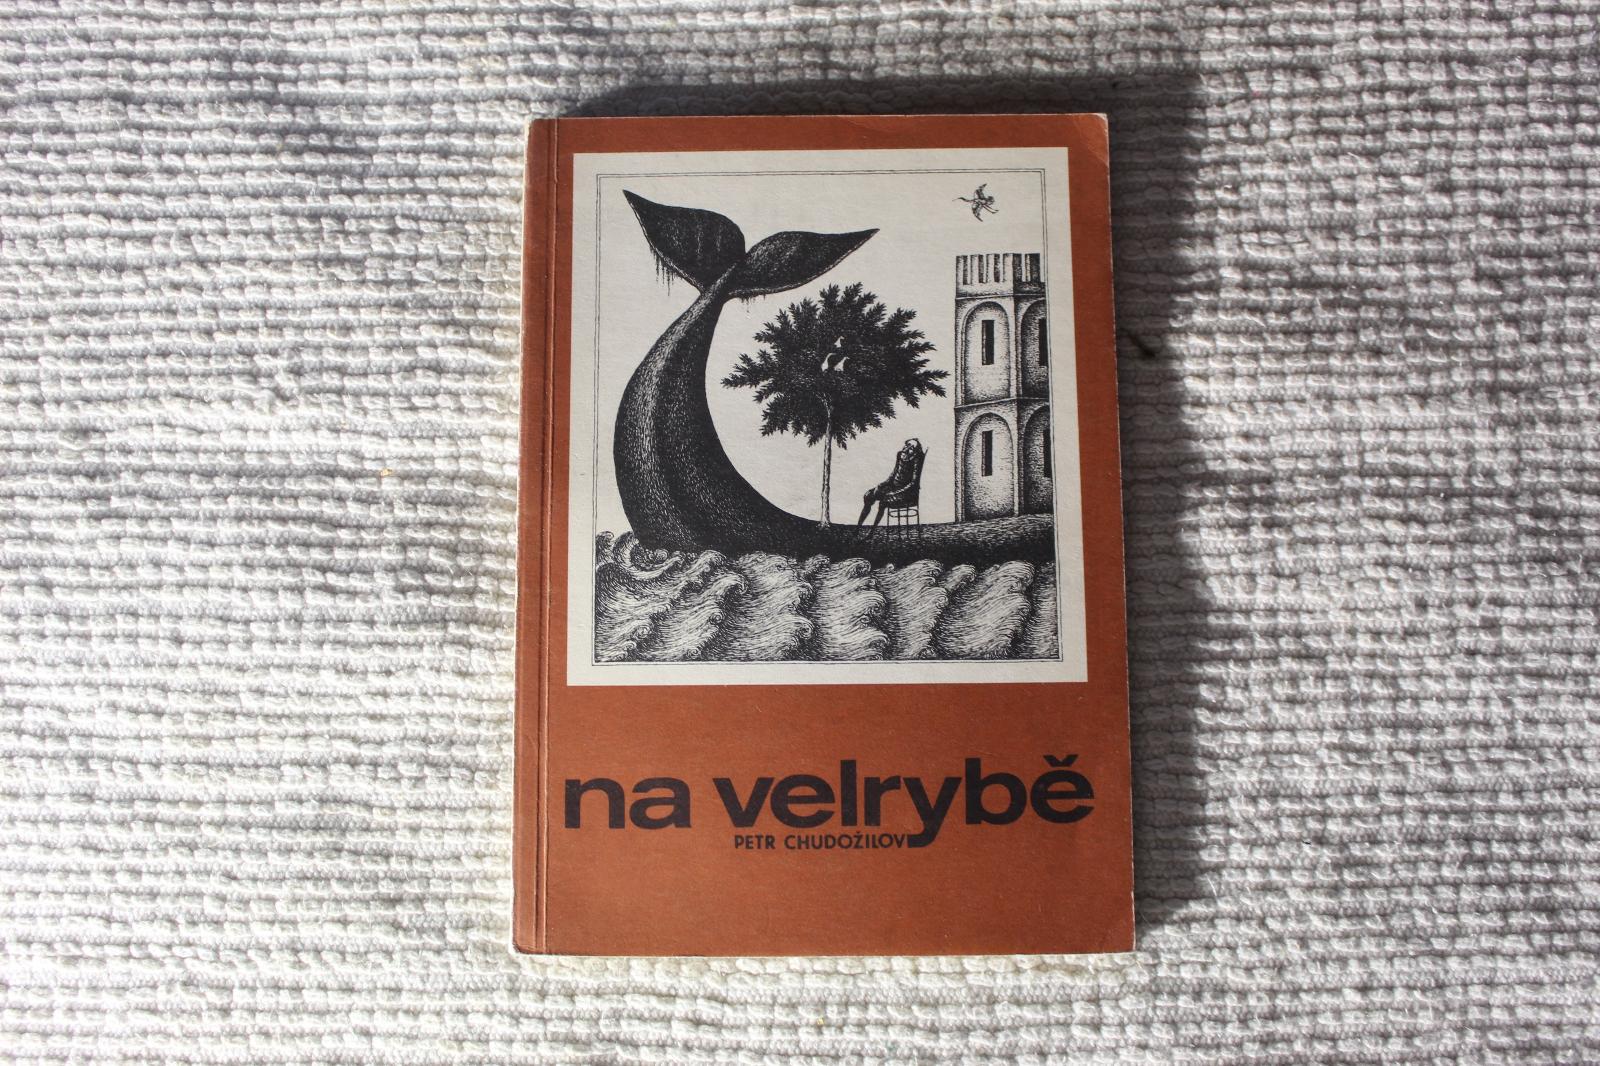 na velrybě
PETR CHUDOŽILOV